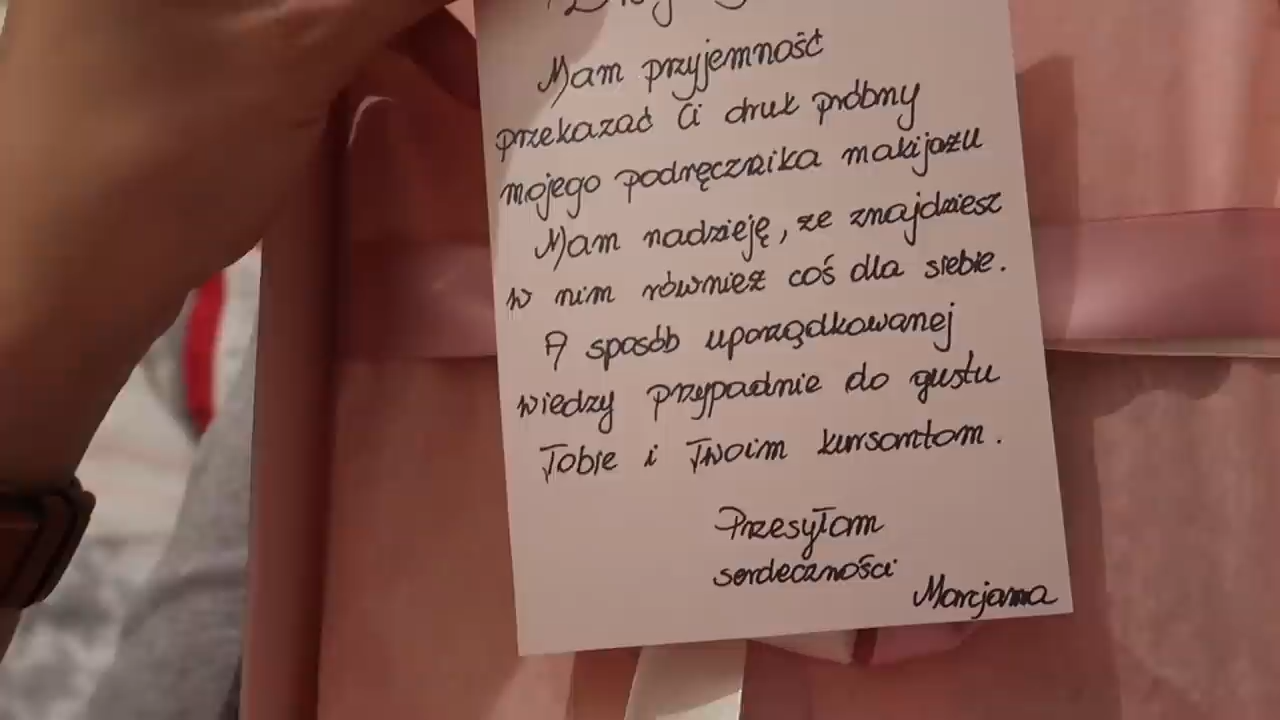 Mam przyjemność
przekazać Ci druk próbny
mojego podręcznika makijażu
Mam nadzieję, że znajdziesz
w nim również coś dla siebie.
A sposób uporządkowanej
wiedzy przypadnie do gustu
Tobie i Twoim kursantom.
Przesyłam
serdeczności
Marcjanna